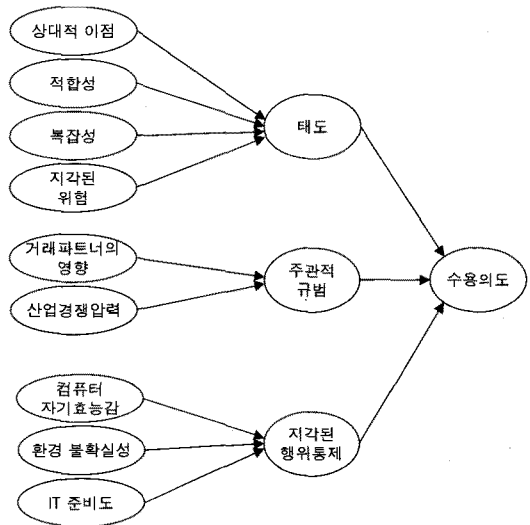 상대적 이점
적합성
복잡성
지각된
위험
태도
거래파트너의
영향
산업경쟁압력
주관적
규범
수용의도
컴퓨터
자기효능감
환경 불확실성
IT 준비도
지각된
행위통제